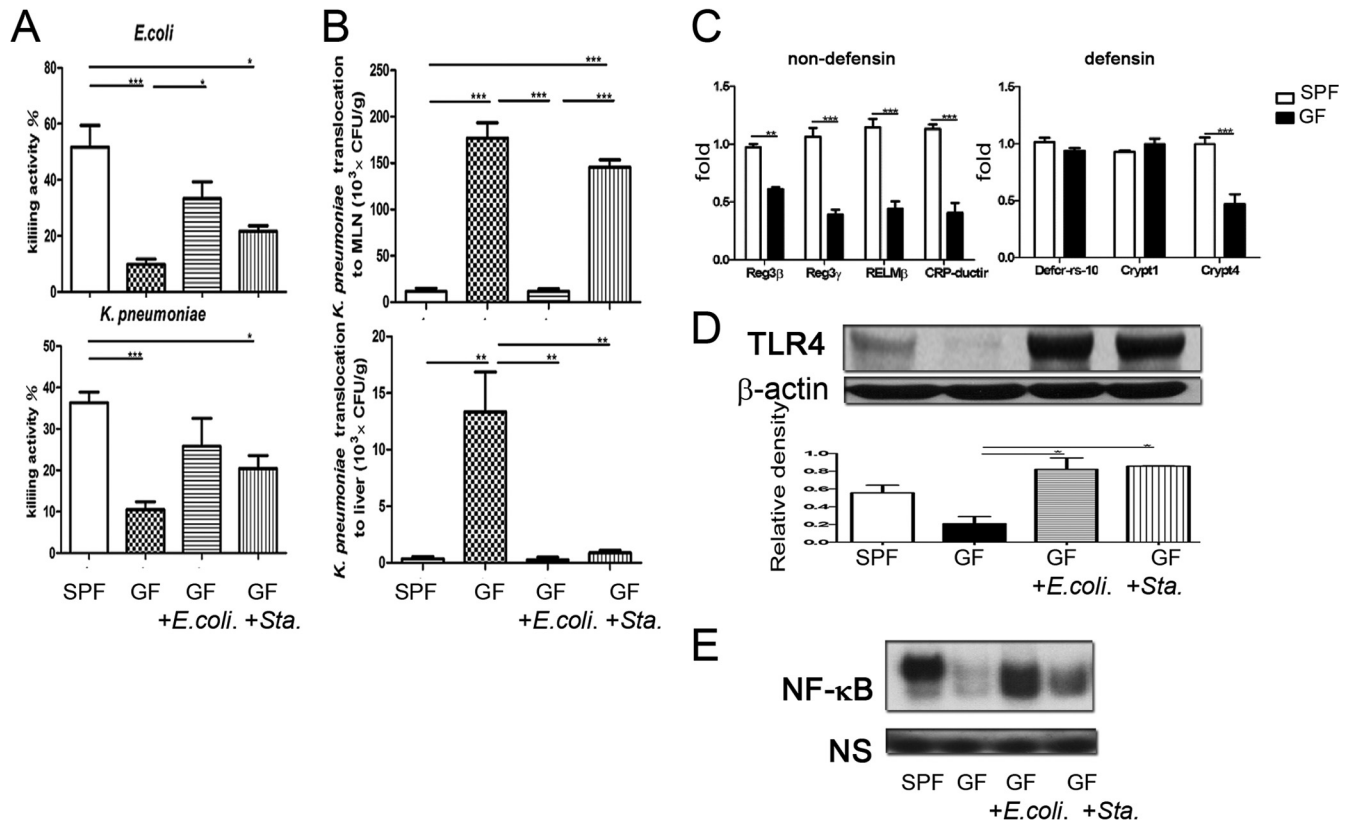 A
E.coli
killing activity %
80
60
40
20
0
*
***
*
K. pneumoniae
kiliiing activity %
50
40
30
20
10
0
*
***
SPF GF GF GF
+E.coli. +Sta.
B
K. pneumoniae translocation
to MLN (10³× CFU/g)
250
200
150
100
50
0
***
*** *** ***
K. pneumoniae translocation
to liver (10³× CFU/g)
15
13
10
5
0
**
** **
SPF GF GF GF
+E.coli. +Sta.
C
non-defensin
fold
1.5
1.0
0.5
0.0
** *** *** ***
Reg3β Reg3γ RELMβ CRP-ductin
defensin
fold
1.5
1.0
0.5
0.0
***
Defcr-rs-10 Crypt1 Crypt4
SPF
GF
D
TLR4
β-actin
Relative density
1.0
0.8
0.6
0.4
0.2
0.0
SPF GF GF GF
+E.coli. +Sta.
E
NF-κB
NS
SPF GF GF GF
+E.coli. +Sta.